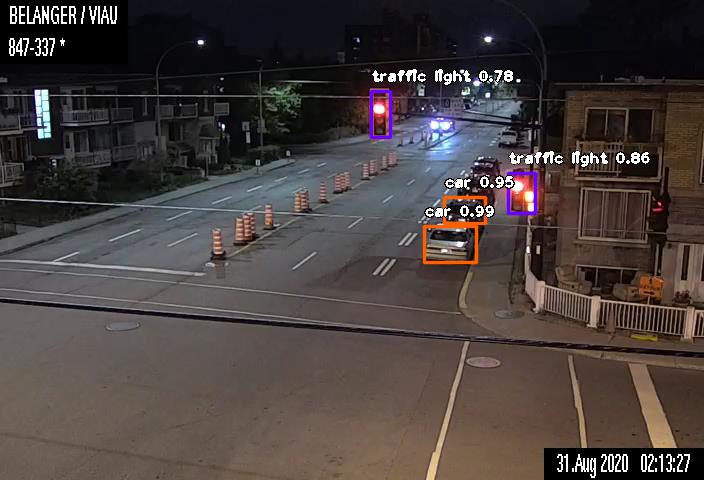 BELANGER / VIAU
847-337 *
traffic light 0.78
traffic light 0.86
car 0.95
car 0.99
31.Aug 2020 02:13:27